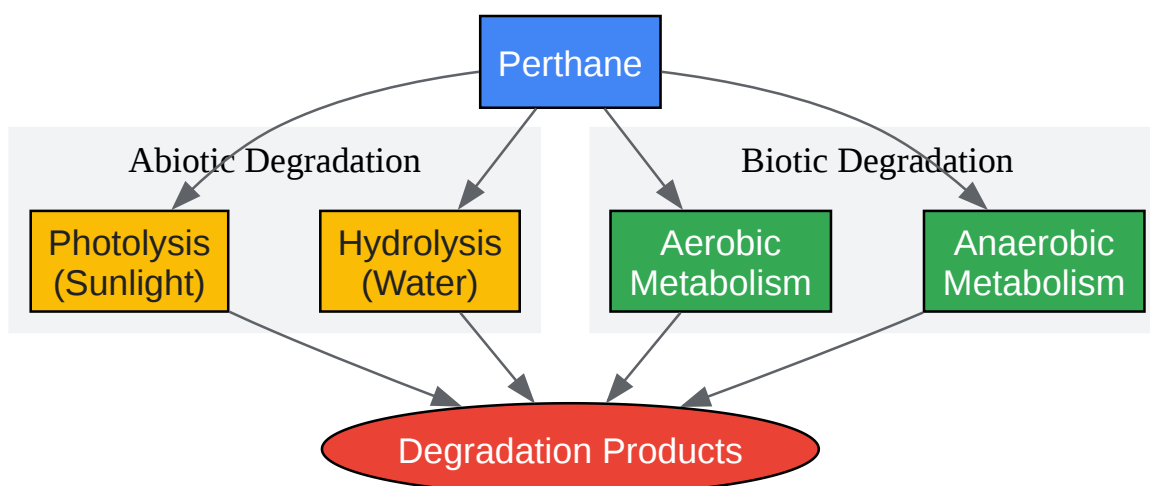 Perthane
Abiotic Degradation
Biotic Degradation
Photolysis
(Sunlight)
Hydrolysis
(Water)
Aerobic
Metabolism
Anaerobic
Metabolism
Degradation Products